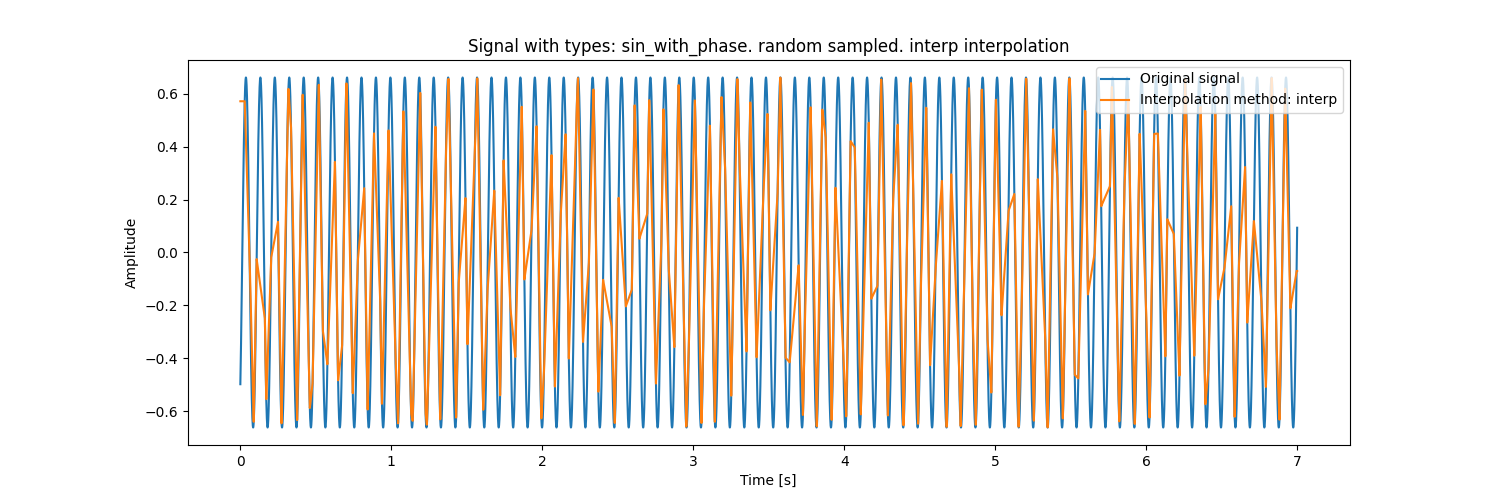 Signal with types: sin_with_phase. random sampled. interp interpolation
Original signal
Interpolation method: interp
Amplitude
0.6
0.4
0.2
0.0
−0.2
−0.4
−0.6
0 1 2 3 4 5 6 7
Time [s]